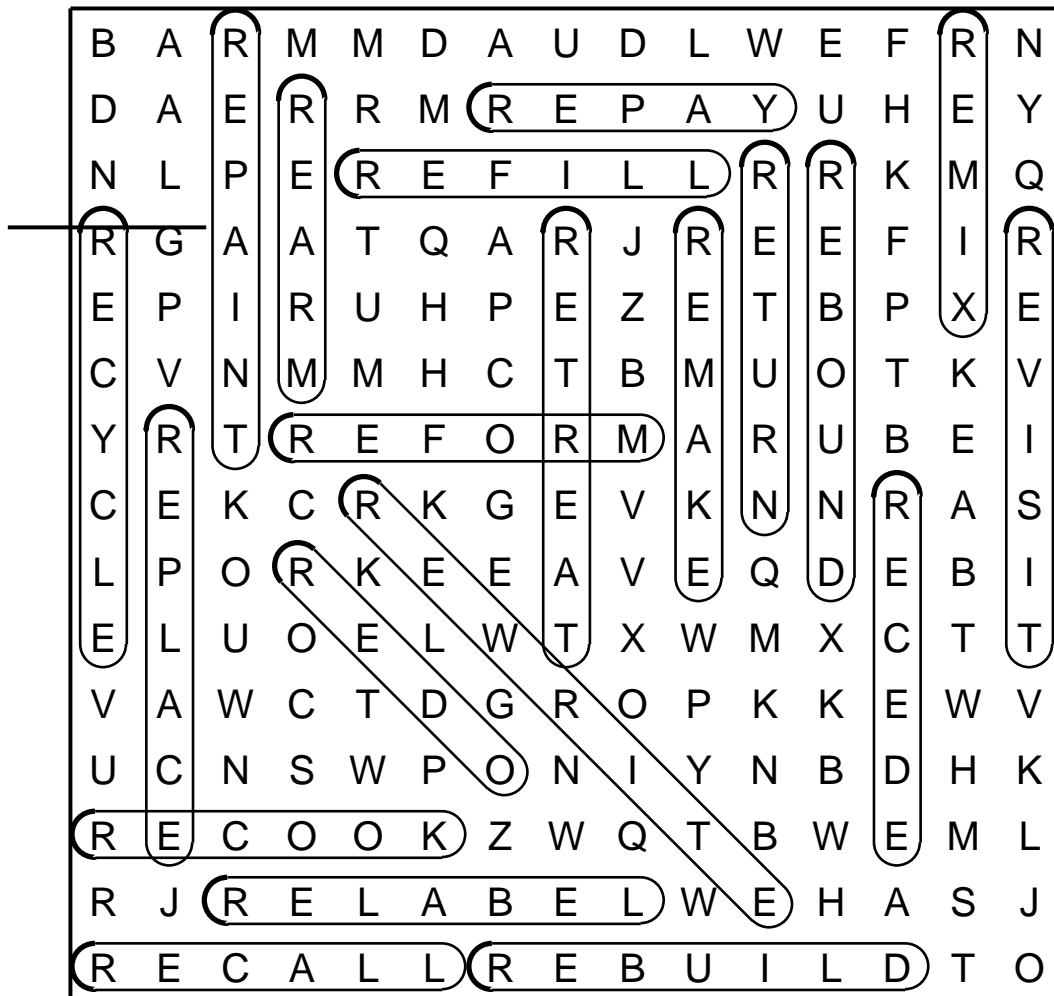 B A R M M D A U D L W E F R N
D A E R R M R E P A Y U H E Y
N L P E R E F I L L R R K M Q
R G A A T Q A R J R E E F I R
E P I R U H P E Z E T B P X E
C V N M M H C T B M U O T K V
Y R T R E F O R M A R U B E I
C E K C R K G E V K N N R A S
L P O R K E E A V E Q D E B I
E L U O E L W T X W M X C T T
V A W C T D G R O P K K E W V
U C N S W P O N I Y N B D H K
R E C O O K Z W Q T B W E M L
R J R E L A B E L W E H A S J
R E C A L L R E B U I L D T O